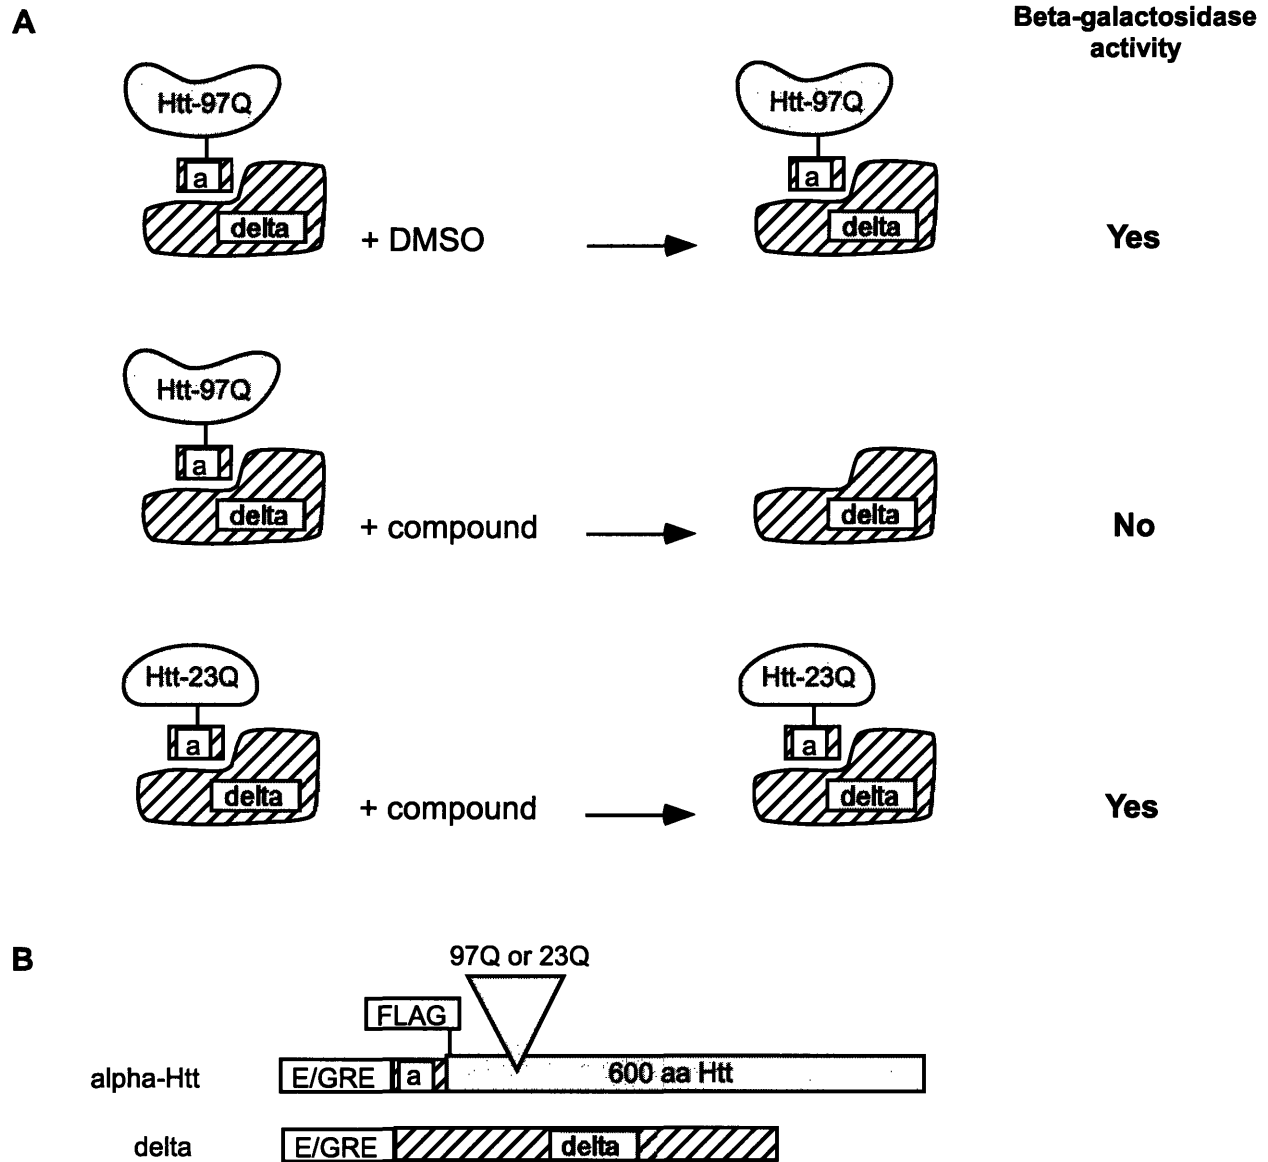 A
Beta-galactosidase
activity
Htt-97Q
Htt-97Q
a
a
delta
+ DMSO
delta
Yes
Htt-97Q
a
delta
+ compound
delta
No
Htt-23Q
Htt-23Q
a
a
delta
+ compound
delta
Yes
B
97Q or 23Q
FLAG
alpha-Htt
E/GRE
a
600 aa Htt
delta
E/GRE
delta